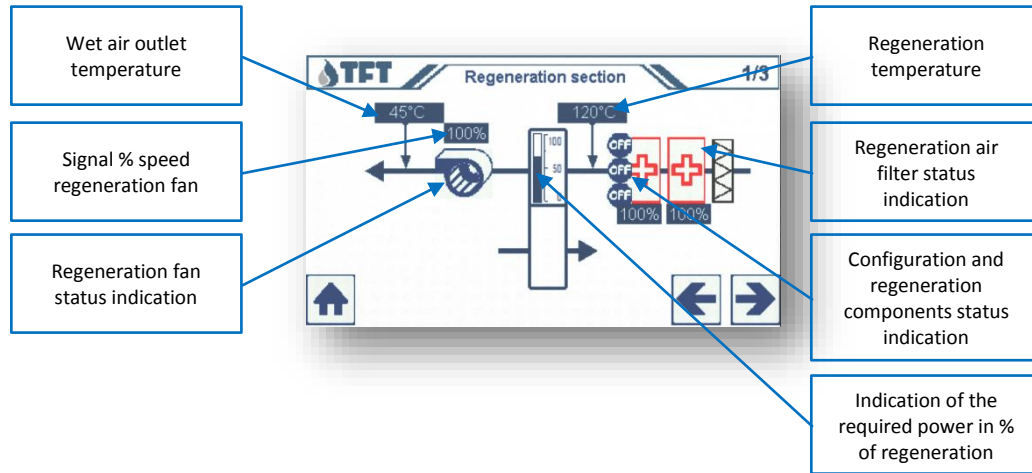 Wet air outlet
temperature
Signal % speed
regeneration fan
Regeneration fan
status indication
TFT
Regeneration section
1/3
45°C
100%
120°C
100
50
0
OFF
OFF
OFF
100%
100%
Regeneration
temperature
Regeneration air
filter status
indication
Configuration and
regeneration
components status
indication
Indication of the
required power in %
of regeneration